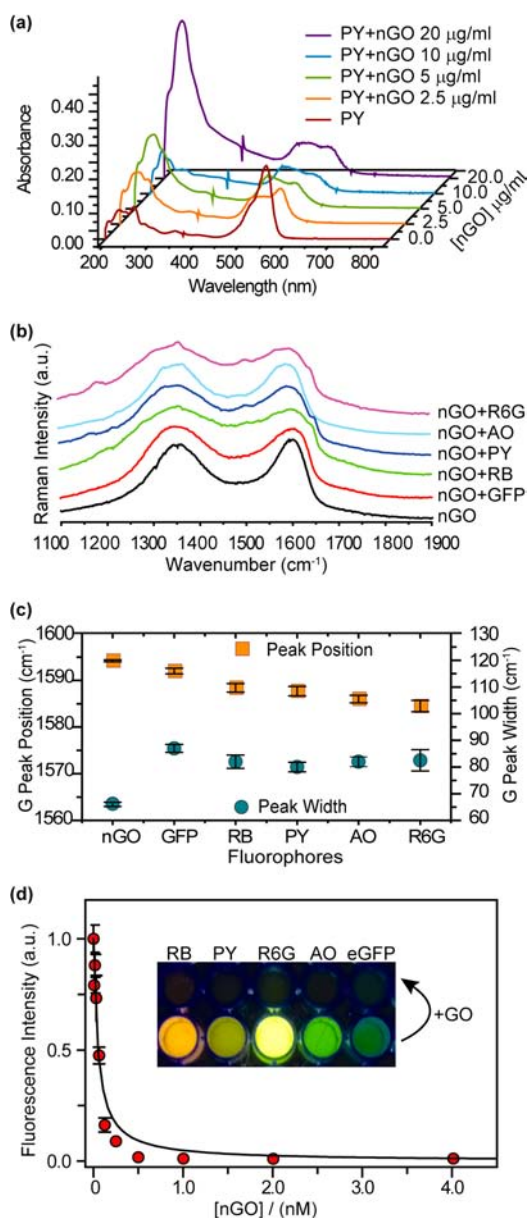 (a)
PY+nGO 20 μg/ml
PY+nGO 10 μg/ml
PY+nGO 5 μg/ml
PY+nGO 2.5 μg/ml
PY
Absorbance
0.40
0.30
0.20
0.10
0.00
200 300 400 500 600 700 800
Wavelength (nm)
20.0
10.0
5.0
2.5
0.0
[nGO] μg/ml
(b)
Raman Intensity (a.u.)
nGO+R6G
nGO+AO
nGO+PY
nGO+RB
nGO+GFP
nGO
1100 1200 1300 1400 1500 1600 1700 1800 1900
Wavenumber (cm-1)
(c)
G Peak Position (cm-1)
1600
1590
1580
1570
1560
Peak Position
Peak Width
130
120
110
100
90
80
70
60
G Peak Width (cm-1)
nGO GFP RB PY AO R6G
Fluorophores
(d)
Fluorescence Intensity (a.u.)
1.0
0.5
0.0
RB PY R6G AO eGFP
+GO
0 1.0 2.0 3.0 4.0
[nGO] / (nM)